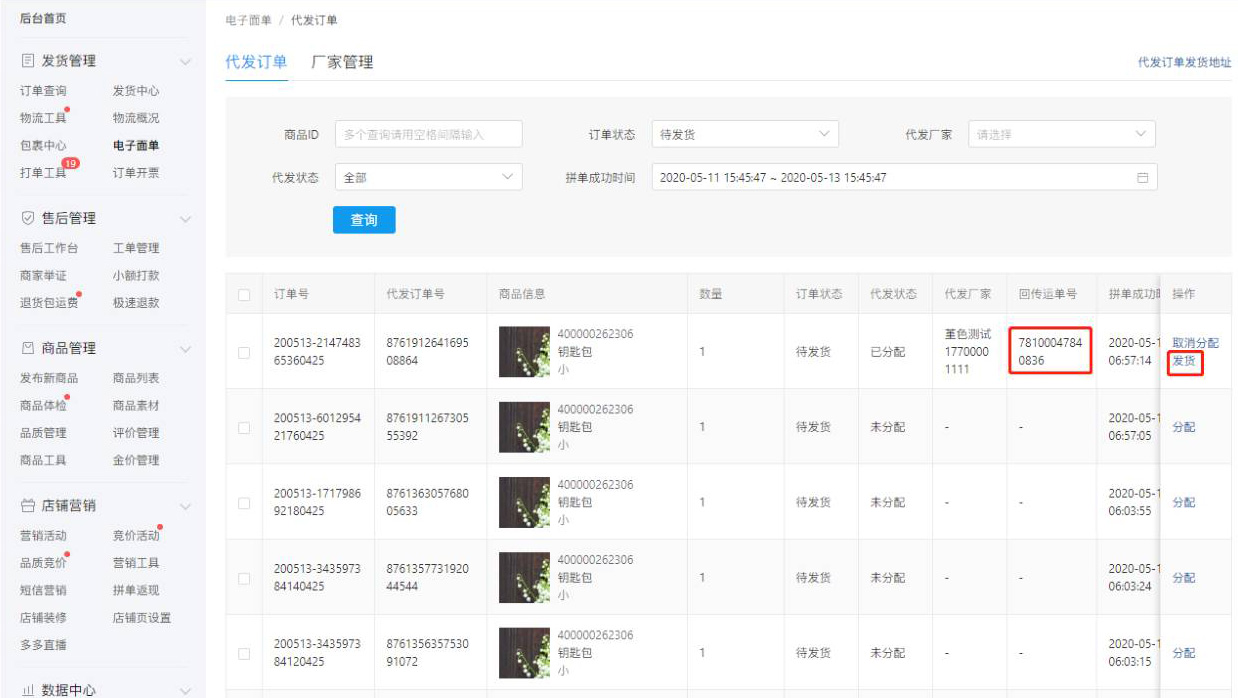 后台首页
发货管理
订单查询 发货中心
物流工具 物流概况
包裹中心 电子面单
打单工具 19 订单开票
售后管理
售后工作台 工单管理
商家举证 小额打款
退货包运费 极速退款
商品管理
发布新商品 商品列表
商品体检 商品素材
品质管理 评价管理
商品工具 金价管理
店铺营销
营销活动 竞价活动
品质竞价 营销工具
短信营销 拼单返现
店铺装修 店铺页设置
多多直播
数据中心
电子面单 / 代发订单
代发订单 厂家管理 代发订单发货地址
商品ID 多个查询请用空格间隔输入 订单状态 待发货 代发厂家 请选择
代发状态 全部 拼单成功时间 2020-05-11 15:45:47 ~ 2020-05-13 15:45:47
查询
订单号 代发订单号 商品信息 数量 订单状态 代发状态 代发厂家 回传运单号 拼单成功 操作
200513-2147483
65360425
8761912641695
08864
400000262306
钥匙包
小
1
待发货
已分配
堇色测试
1770000
1111
7810004784
0836
2020-05-1
06:57:14
取消分配
发货
200513-6012954
21760425
8761911267305
55392
400000262306
钥匙包
小
1
待发货
未分配
-
-
2020-05-1
06:57:05
分配
200513-1717986
92180425
8761363057680
05633
400000262306
钥匙包
小
1
待发货
未分配
-
-
2020-05-1
06:03:55
分配
200513-3435973
84140425
8761357731920
44544
400000262306
钥匙包
小
1
待发货
未分配
-
-
2020-05-1
06:03:24
分配
200513-3435973
84120425
8761356357530
91072
400000262306
钥匙包
小
1
待发货
未分配
-
-
2020-05-1
06:03:15
分配